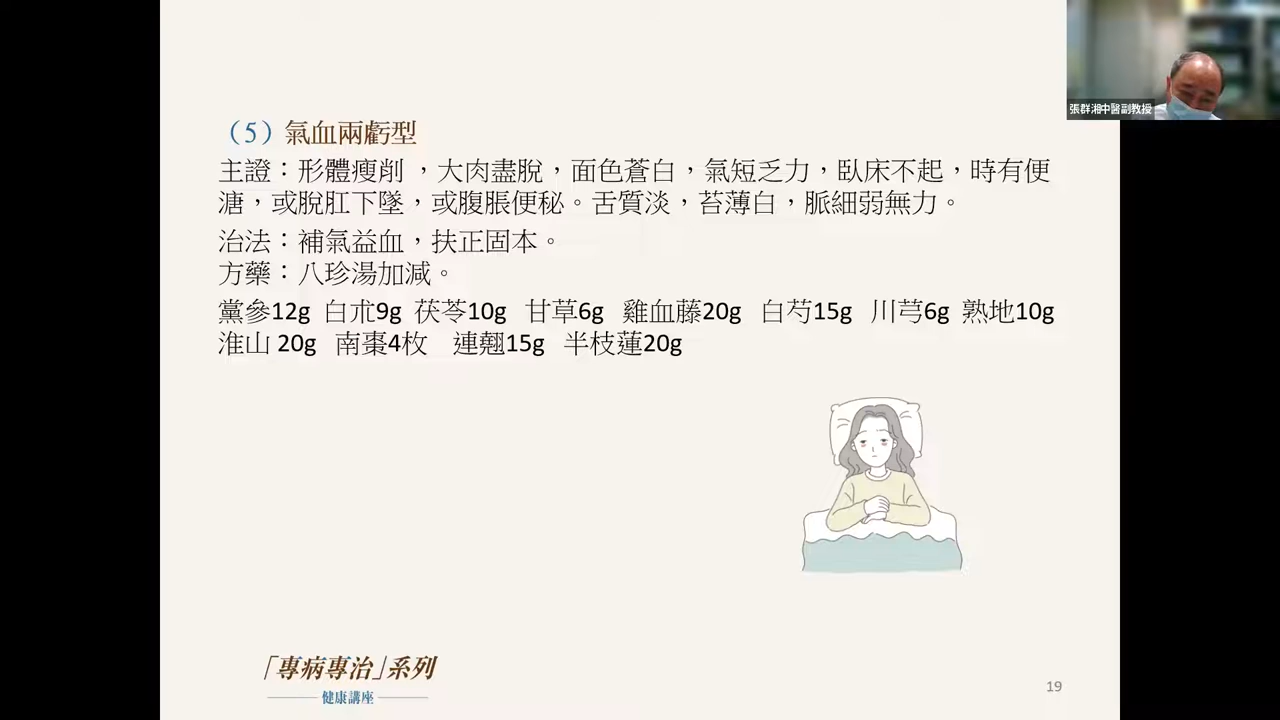 （5）氣血兩虧型
主證：形體瘦削 ，大肉盡脫，面色蒼白，氣短乏力，臥床不起，時有便
溏，或脫肛下墜，或腹脹便秘。舌質淡，苔薄白，脈細弱無力。
治法：補氣益血，扶正固本。
方藥：八珍湯加減。
黨參12g 白朮9g 茯苓10g 甘草6g 雞血藤20g 白芍15g 川芎6g 熟地10g
淮山 20g 南棗4枚 連翹15g 半枝蓮20g
「專病專治」系列
健康講座
19
張群湘中醫副教授